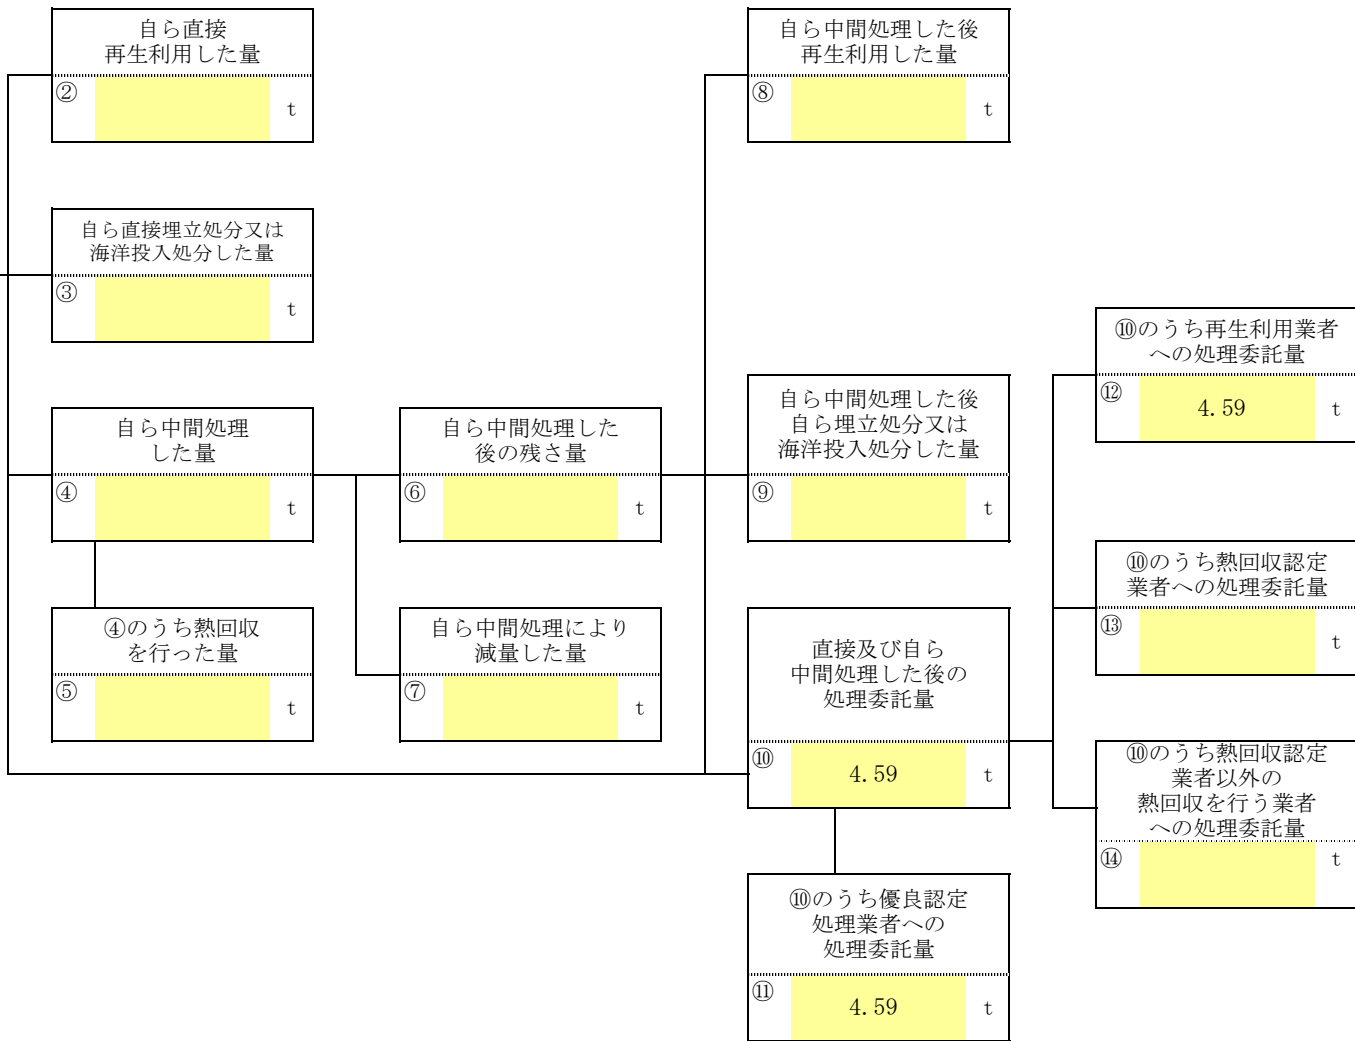 自ら直接
再生利用した量
②
t
自ら中間処理した後
再生利用した量
⑧
t
自ら直接埋立処分又は
海洋投入処分した量
③
t
⑩のうち再生利用業者
への処理委託量
⑫
4.59
t
自ら中間処理
した量
④
t
自ら中間処理した
後の残さ量
⑥
t
自ら中間処理した後
自ら埋立処分又は
海洋投入処分した量
⑨
t
⑩のうち熱回収認定
業者への処理委託量
⑬
t
④のうち熱回収
を行った量
⑤
t
自ら中間処理により
減量した量
⑦
t
直接及び自ら
中間処理した後の
処理委託量
⑩
4.59
t
⑩のうち熱回収認定
業者以外の
熱回収を行う業者
への処理委託量
⑭
t
⑩のうち優良認定
処理業者への
処理委託量
⑪
4.59
t